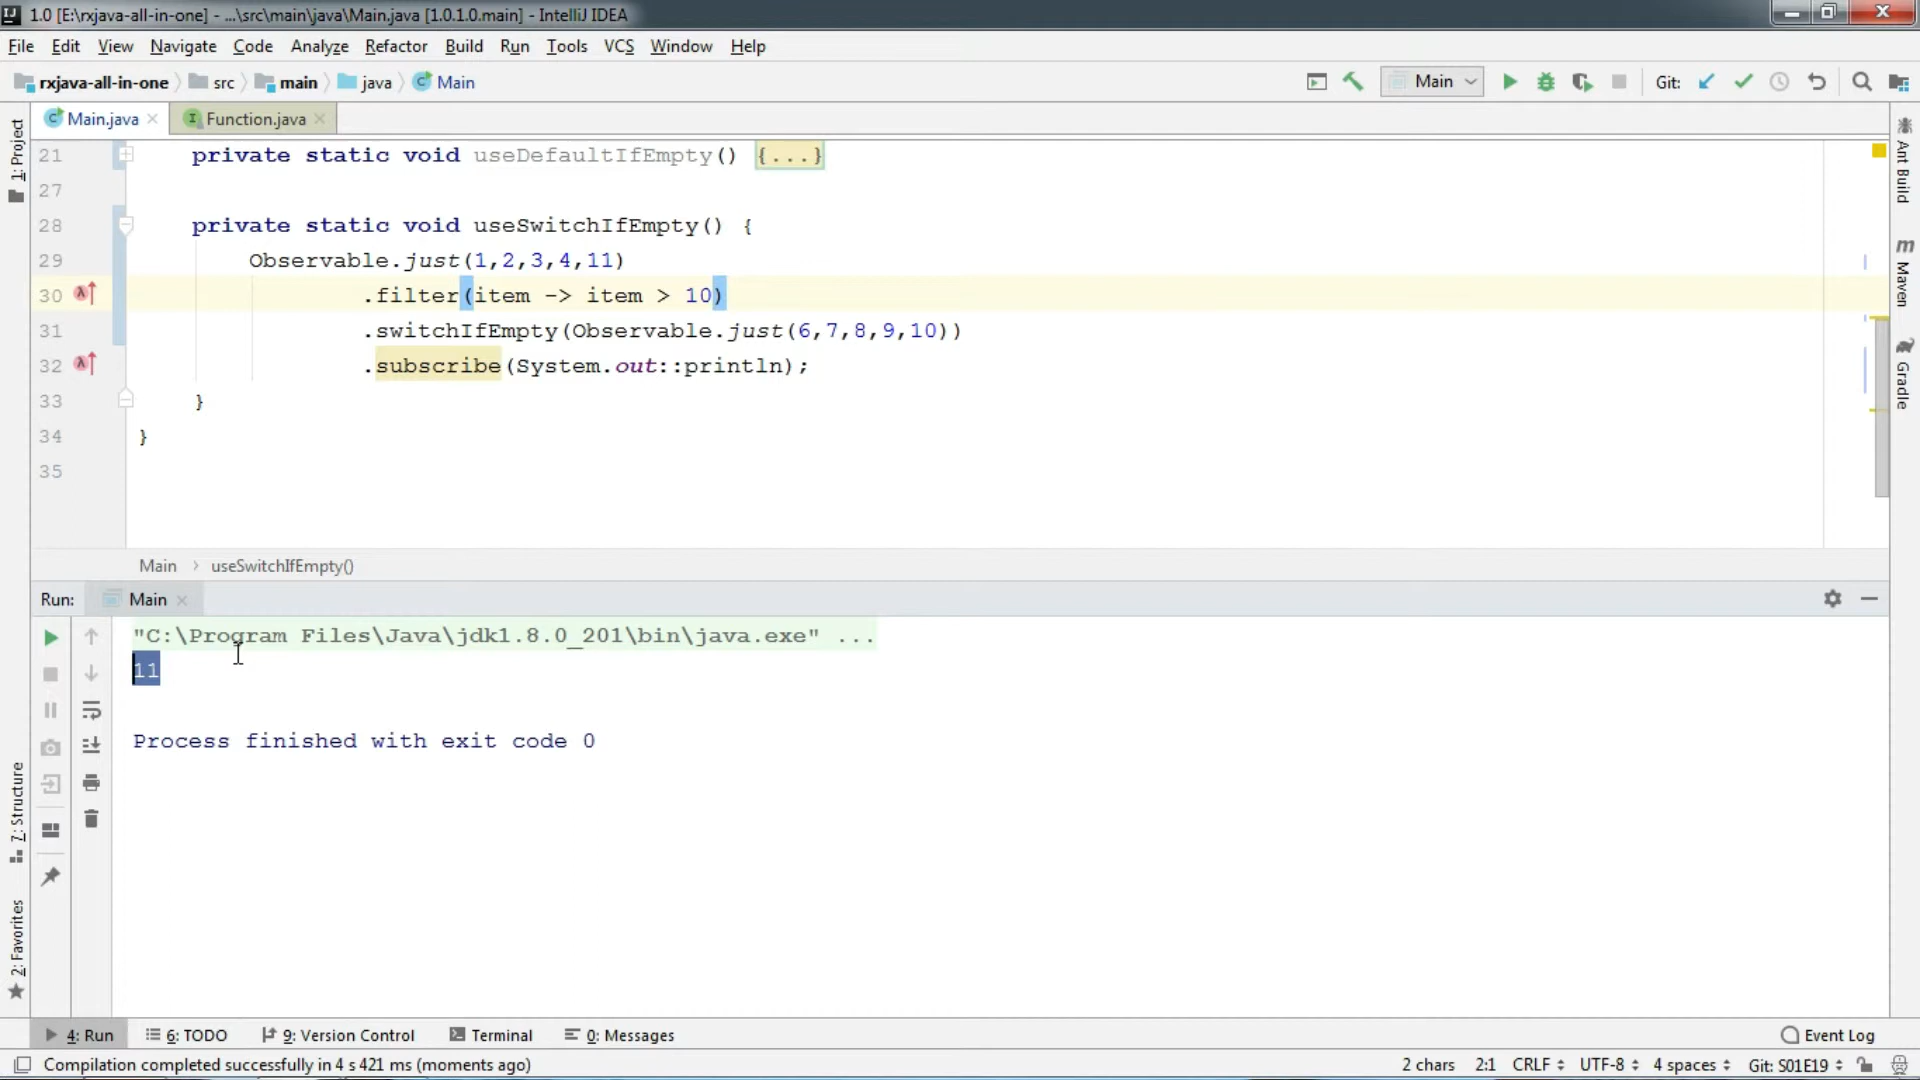 1.0 [E:\rxjava-all-in-one] - ...\src\main\java\Main.java [1.0.1.0.main] - IntelliJ IDEA
File Edit View Navigate Code Analyze Refactor Build Run Tools VCS Window Help
rxjava-all-in-one src main java Main Main Git:
Main.java Function.java
21 private static void useDefaultIfEmpty() {...}
27
28 private static void useSwitchIfEmpty() {
29 Observable.just(1,2,3,4,11)
30 .filter(item -> item > 10)
31 .switchIfEmpty(Observable.just(6,7,8,9,10))
32 .subscribe(System.out::println);
33 }
34 }
35
Main useSwitchIfEmpty()
Run: Main
"C:\Program Files\Java\jdk1.8.0_201\bin\java.exe" ...
11
Process finished with exit code 0
1: Project
7: Structure
2: Favorites
Ant Build
Maven
Gradle
4: Run 6: TODO 9: Version Control Terminal 0: Messages Event Log
Compilation completed successfully in 4 s 421 ms (moments ago) 2 chars 2:1 CRLF UTF-8 4 spaces Git: S01E19